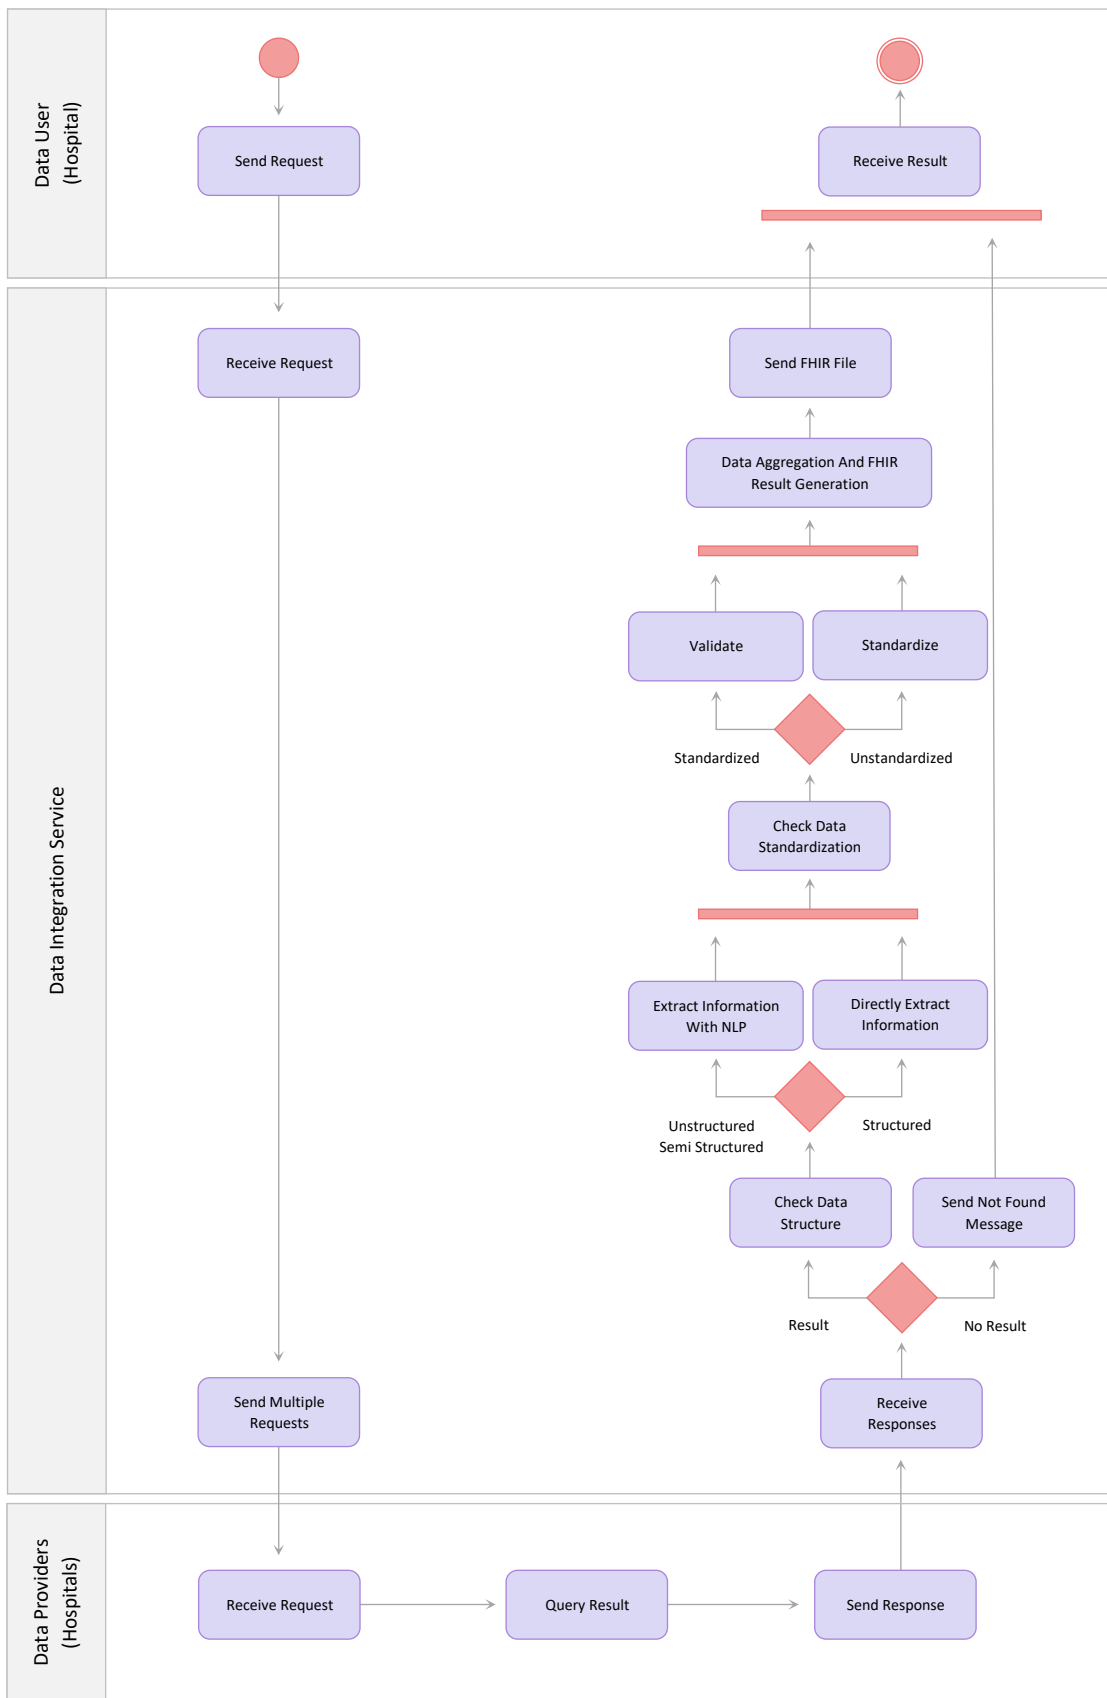 Data User
(Hospital)
Send Request
Receive Result
Data Integration Service
Receive Request
Send FHIR File
Data Aggregation And FHIR
Result Generation
Validate
Standardize
Standardized
Unstandardized
Check Data
Standardization
Extract Information
With NLP
Directly Extract
Information
Unstructured
Semi Structured
Structured
Check Data
Structure
Send Not Found
Message
Result
No Result
Send Multiple
Requests
Receive
Responses
Data Providers
(Hospitals)
Receive Request
Query Result
Send Response